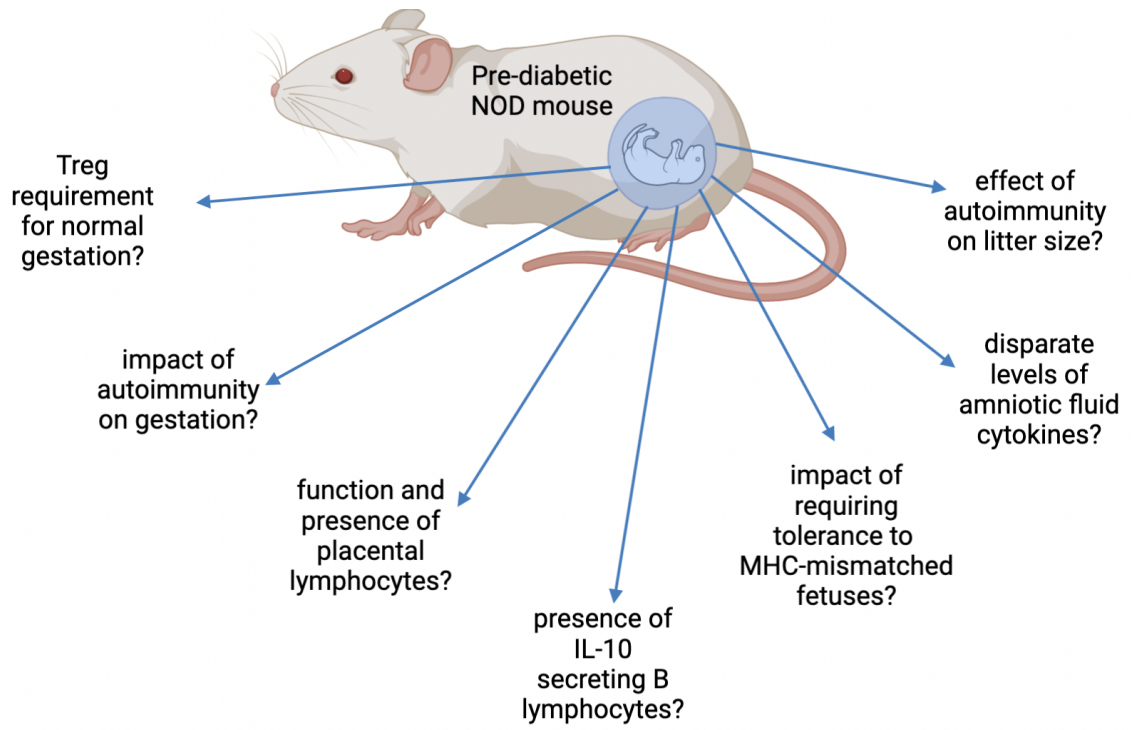 Pre-diabetic
NOD mouse
Treg
requirement
for normal
gestation?
impact of
autoimmunity
on gestation?
function and
presence of
placental
lymphocytes?
presence of
IL-10
secreting B
lymphocytes?
impact of
requiring
tolerance to
MHC-mismatched
fetuses?
disparate
levels of
amniotic fluid
cytokines?
effect of
autoimmunity
on litter size?